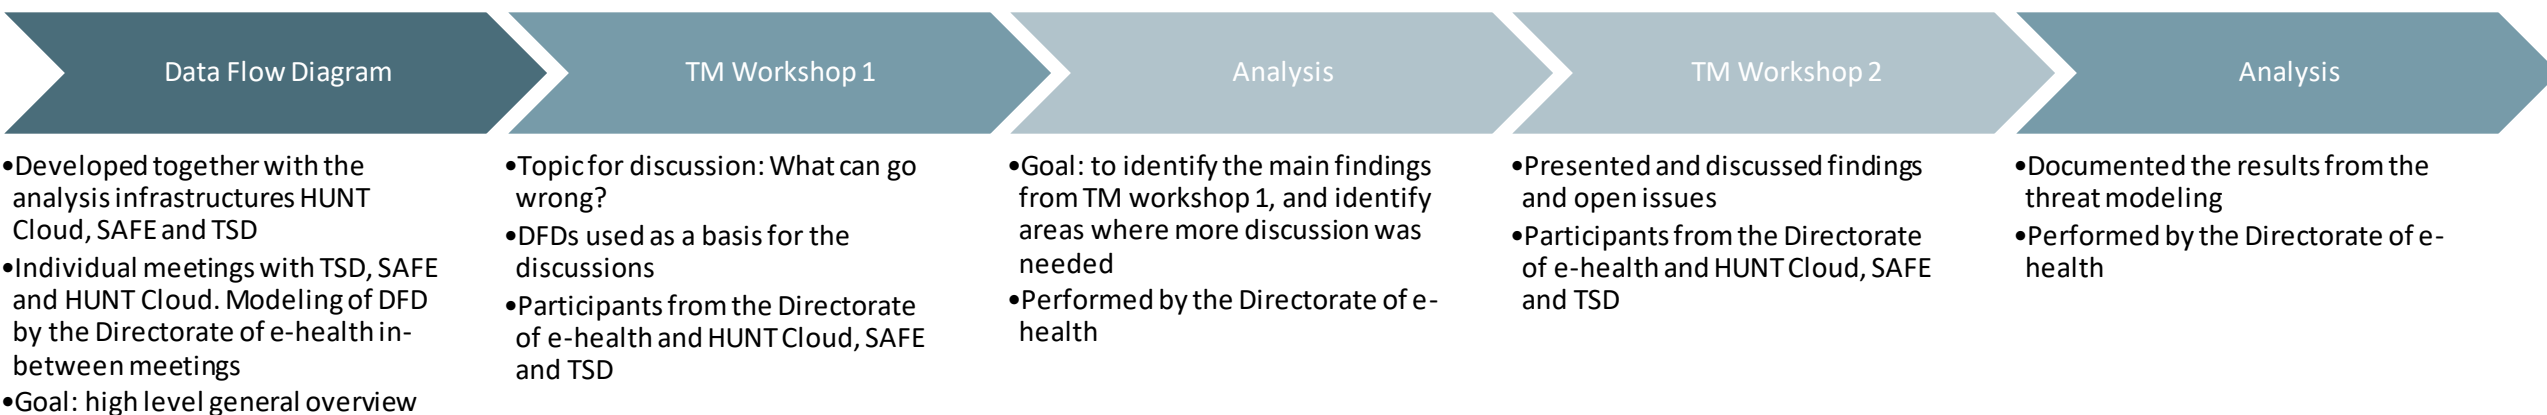 Data Flow Diagram
TM Workshop 1
Analysis
TM Workshop 2
Analysis
•Developed together with the
analysis infrastructures HUNT
Cloud, SAFE and TSD
•Individual meetings with TSD, SAFE
and HUNT Cloud. Modeling of DFD
by the Directorate of e-health in-
between meetings
•Goal: high level general overview
•Topic for discussion: What can go
wrong?
•DFDs used as a basis for the
discussions
•Participants from the Directorate
of e-health and HUNT Cloud, SAFE
and TSD
•Goal: to identify the main findings
from TM workshop 1, and identify
areas where more discussion was
needed
•Performed by the Directorate of e-
health
•Presented and discussed findings
and open issues
•Participants from the Directorate
of e-health and HUNT Cloud, SAFE
and TSD
•Documented the results from the
threat modeling
•Performed by the Directorate of e-
health